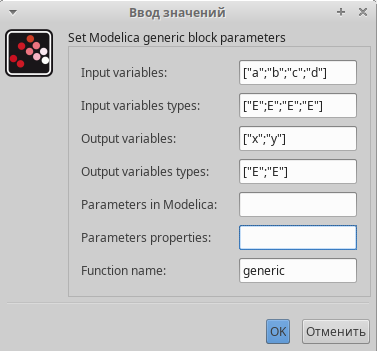 Ввод значений
Set Modelica generic block parameters
Input variables: ["a";"b";"c";"d"]
Input variables types: ["E;E";"E";"E"]
Output variables: ["x";"y"]
Output variables types: ["E";"E"]
Parameters in Modelica:
Parameters properties:
Function name: generic
OK Отменить